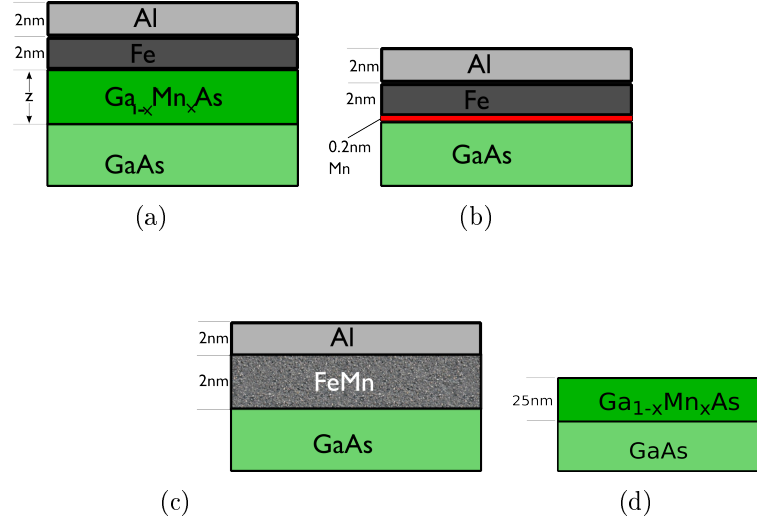 2nm Al
2nm Fe
z Ga1-xMnxAs
GaAs
(a)
2nm Al
2nm Fe
0.2nm
Mn
GaAs
(b)
2nm Al
2nm FeMn
GaAs
(c)
25nm Ga1-xMnxAs
GaAs
(d)